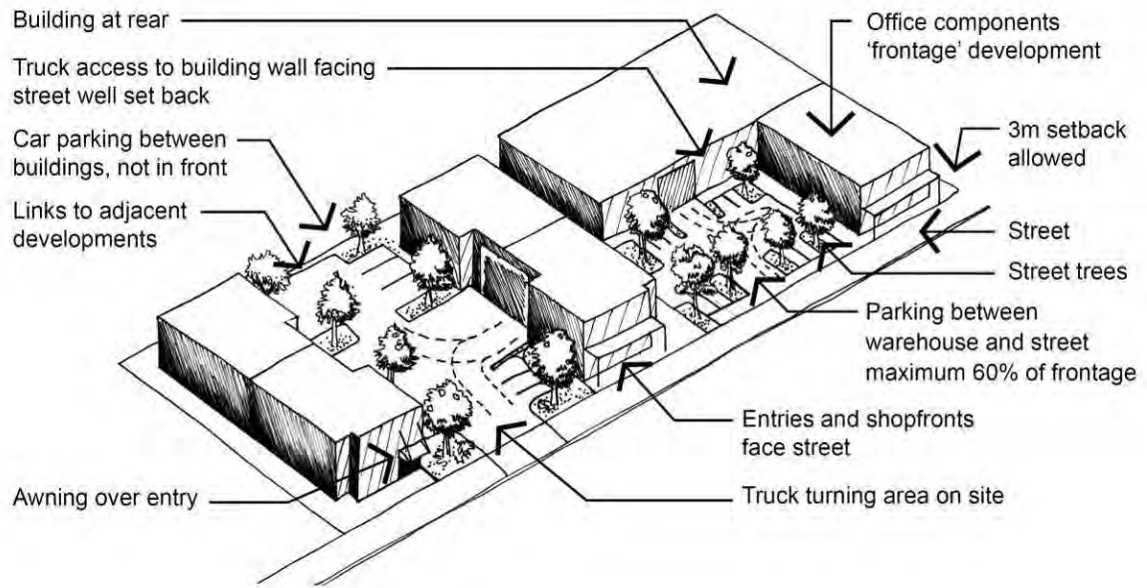 Building at rear
Truck access to building wall facing
street well set back
Car parking between
buildings, not in front
Links to adjacent
developments
Awning over entry
Office components
‘frontage’ development
3m setback
allowed
Street
Street trees
Parking between
warehouse and street
maximum 60% of frontage
Entries and shopfronts
face street
Truck turning area on site